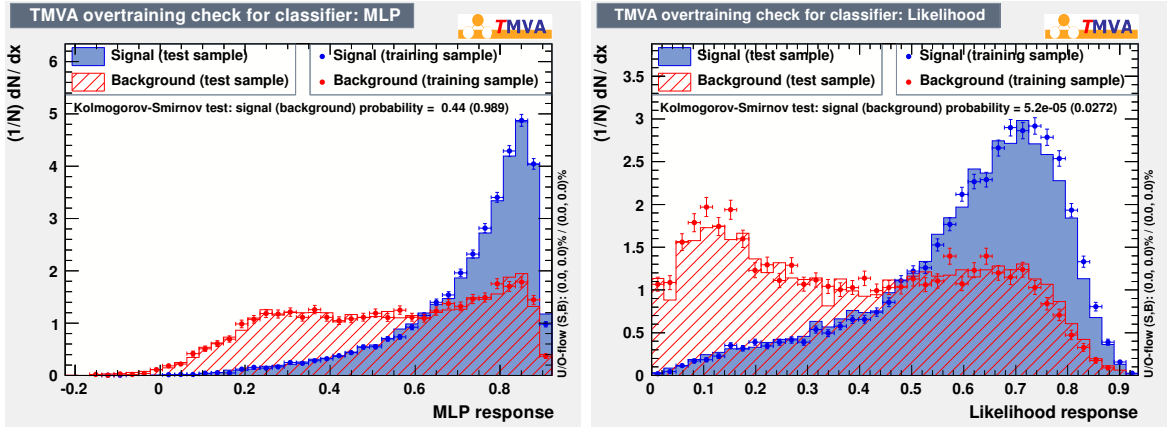 TMVA overtraining check for classifier: MLP
TMVA
Signal (test sample)
Background (test sample)
Signal (training sample)
Background (training sample)
Kolmogorov-Smirnov test: signal (background) probability = 0.44 (0.989)
(1/N) dN / dx
6
5
4
3
2
1
0
-0.2 0 0.2 0.4 0.6 0.8
MLP response
U/O-flow (S,B): (0.0, 0.0)% / (0.0, 0.0)%
TMVA overtraining check for classifier: Likelihood
TMVA
Signal (test sample)
Background (test sample)
Signal (training sample)
Background (training sample)
Kolmogorov-Smirnov test: signal (background) probability = 5.2e-05 (0.0272)
(1/N) dN / dx
3.5
3
2.5
2
1.5
1
0.5
0
0 0.1 0.2 0.3 0.4 0.5 0.6 0.7 0.8 0.9
Likelihood response
U/O-flow (S,B): (0.0, 0.0)% / (0.0, 0.0)%